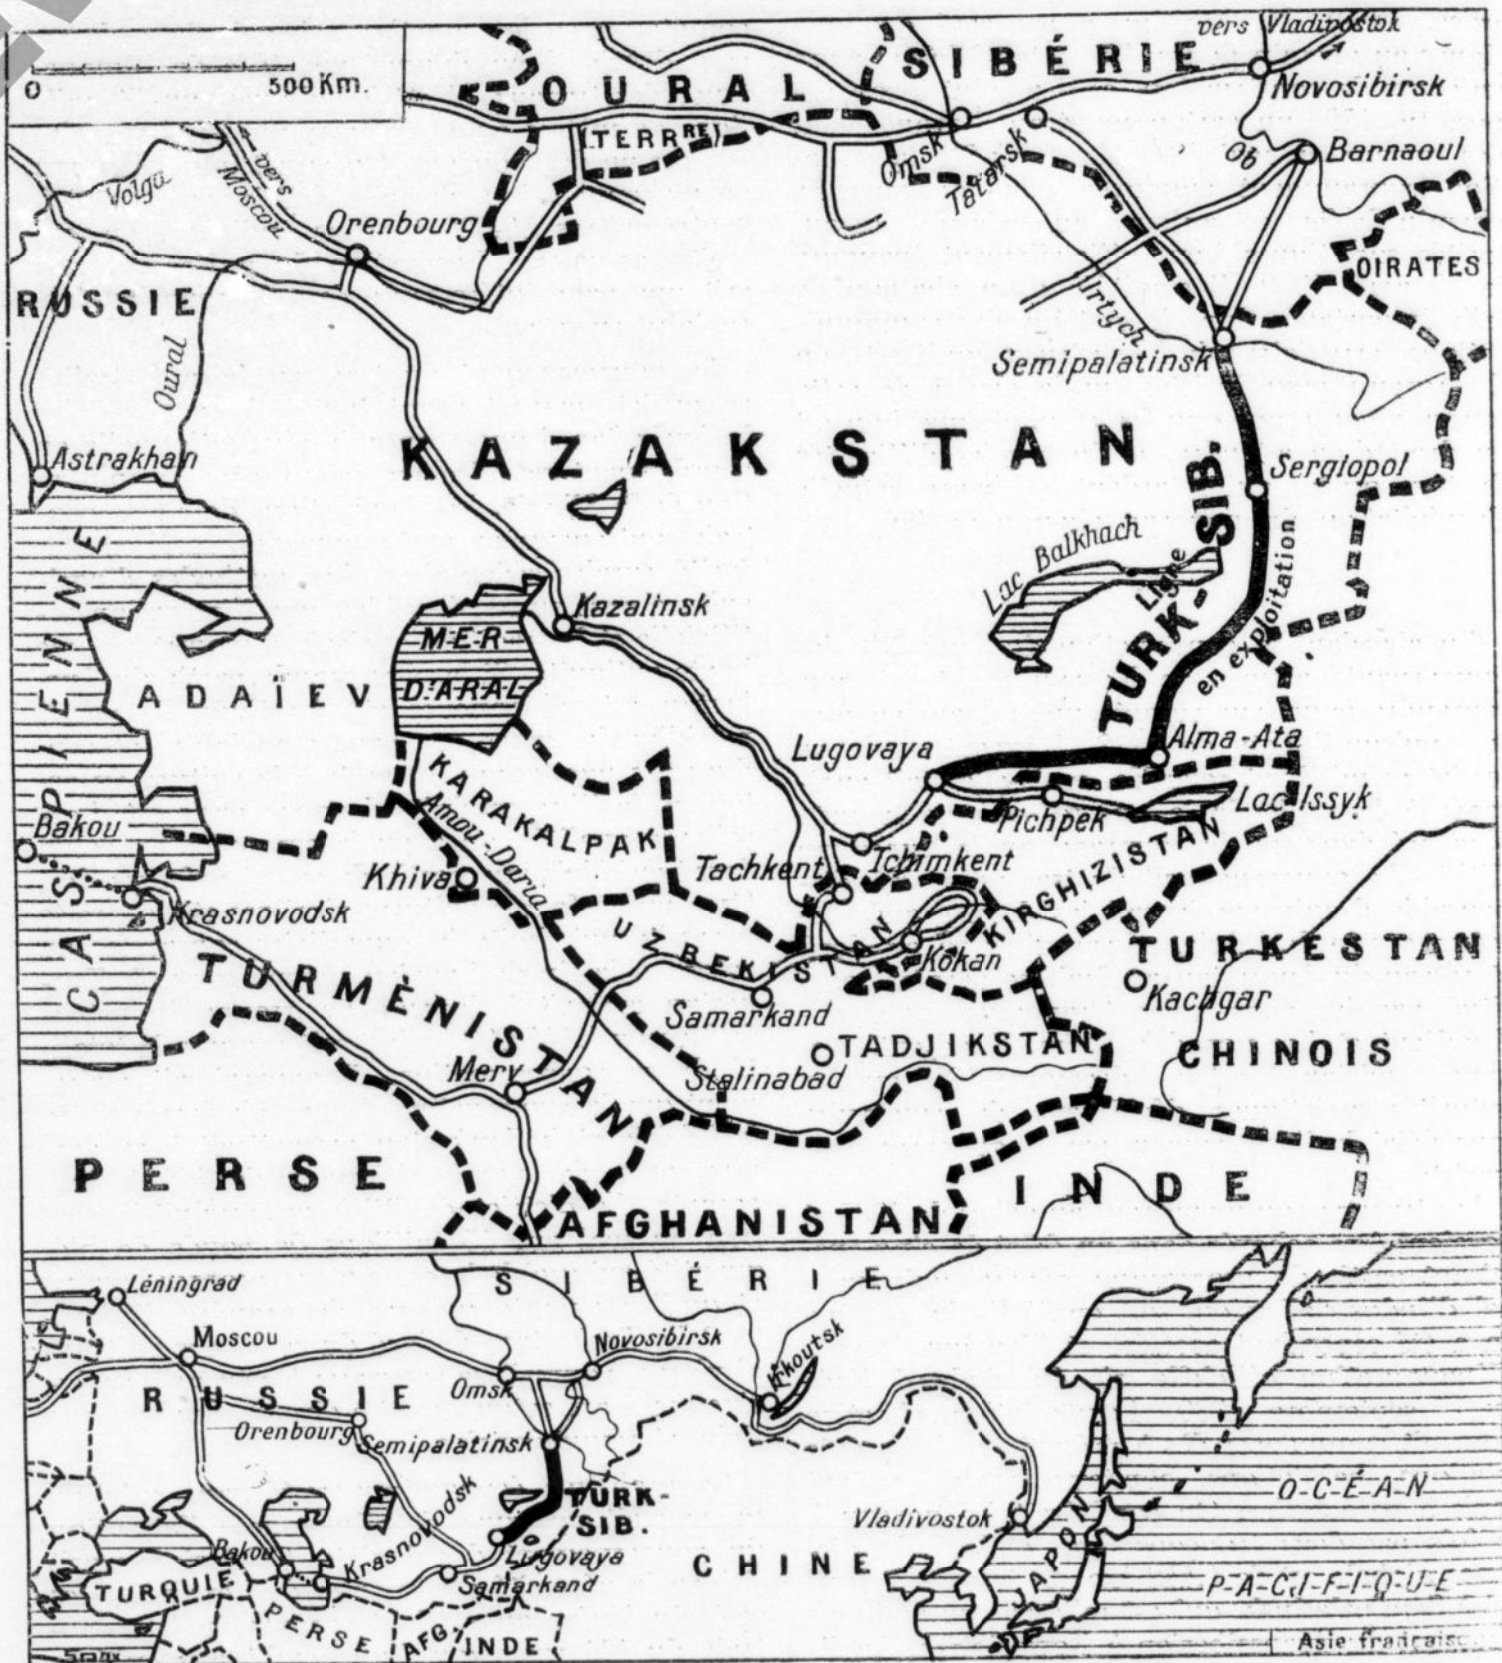 vers Vladivostok
SIBÉRIE
0 500 Km.
OURAL
(TERR RE)
Novosibirsk
Omsk
Tatarsk
Ob
Barnaoul
Volga
vers Moscou
Orenbourg
OIRATES
RUSSIE
Irtych
Oural
Semipalatinsk
KAZAKSTAN
Astrakhan
Sergiopol
Lac Balkhach
Ligne
TURK-SIB.
en exploitation
CASPIENNE
Kazalinsk
MER
D'ARAL
ADAÏEV
Lugovaya
Alma-Ata
KARAKALPAK
Amou-Daria
Pichpek
Lac Issyk
Bakou
Khiva
Tachkent
Tchimkent
KIRGHIZISTAN
Krasnovodsk
UZBEKISTAN
Kokan
TURKESTAN
TURMÈNISTAN
Samarkand
Kachgar
TADJIKSTAN
CHINOIS
Merv
Stalinabad
PERSE
INDE
AFGHANISTAN
SIBÉRIE
Léningrad
Moscou
Novosibirsk
Irkoutsk
Omsk
RUSSIE
Orenbourg
Semipalatinsk
TURK-
SIB.
OCÉAN
Vladivostok
Krasnovodsk
Bakou
Lugovaya
CHINE
JAPON
Samarkand
TURQUIE
PACIFIQUE
PERSE
AFG.
INDE
Asie française